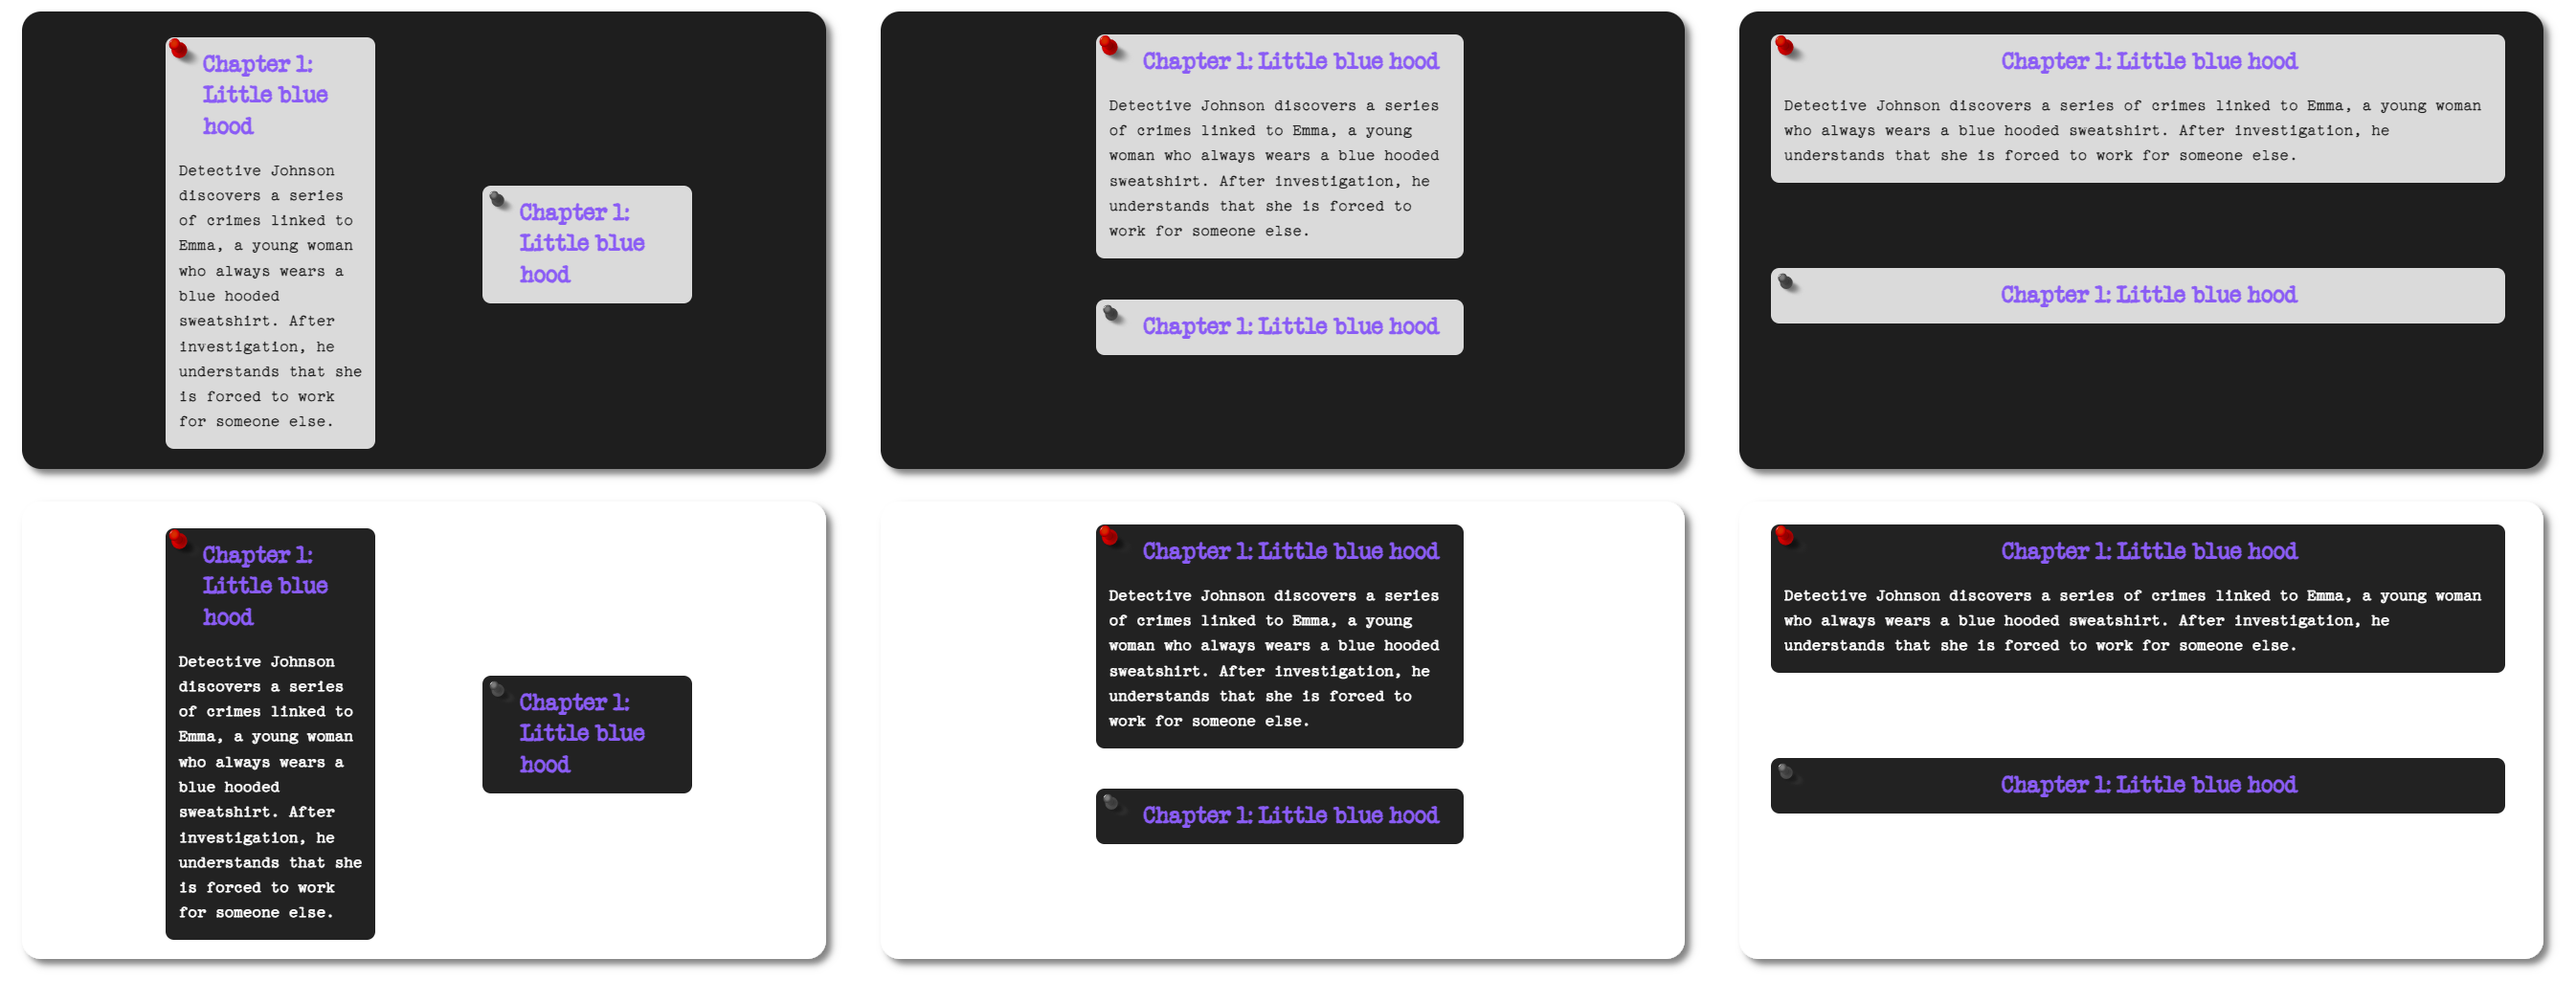 Chapter 1:
Little blue
hood
Detective Johnson
discovers a series
of crimes linked to
Emma, a young woman
who always wears a
blue hooded
sweatshirt. After
investigation, he
understands that she
is forced to work
for someone else.
Chapter 1:
Little blue
hood
Chapter 1: Little blue hood
Detective Johnson discovers a series
of crimes linked to Emma, a young
woman who always wears a blue hooded
sweatshirt. After investigation, he
understands that she is forced to
work for someone else.
Chapter 1: Little blue hood
Chapter 1: Little blue hood
Detective Johnson discovers a series of crimes linked to Emma, a young woman
who always wears a blue hooded sweatshirt. After investigation, he
understands that she is forced to work for someone else.
Chapter 1: Little blue hood
Chapter 1:
Little blue
hood
Detective Johnson
discovers a series
of crimes linked to
Emma, a young woman
who always wears a
blue hooded
sweatshirt. After
investigation, he
understands that she
is forced to work
for someone else.
Chapter 1:
Little blue
hood
Chapter 1: Little blue hood
Detective Johnson discovers a series
of crimes linked to Emma, a young
woman who always wears a blue hooded
sweatshirt. After investigation, he
understands that she is forced to
work for someone else.
Chapter 1: Little blue hood
Chapter 1: Little blue hood
Detective Johnson discovers a series of crimes linked to Emma, a young woman
who always wears a blue hooded sweatshirt. After investigation, he
understands that she is forced to work for someone else.
Chapter 1: Little blue hood